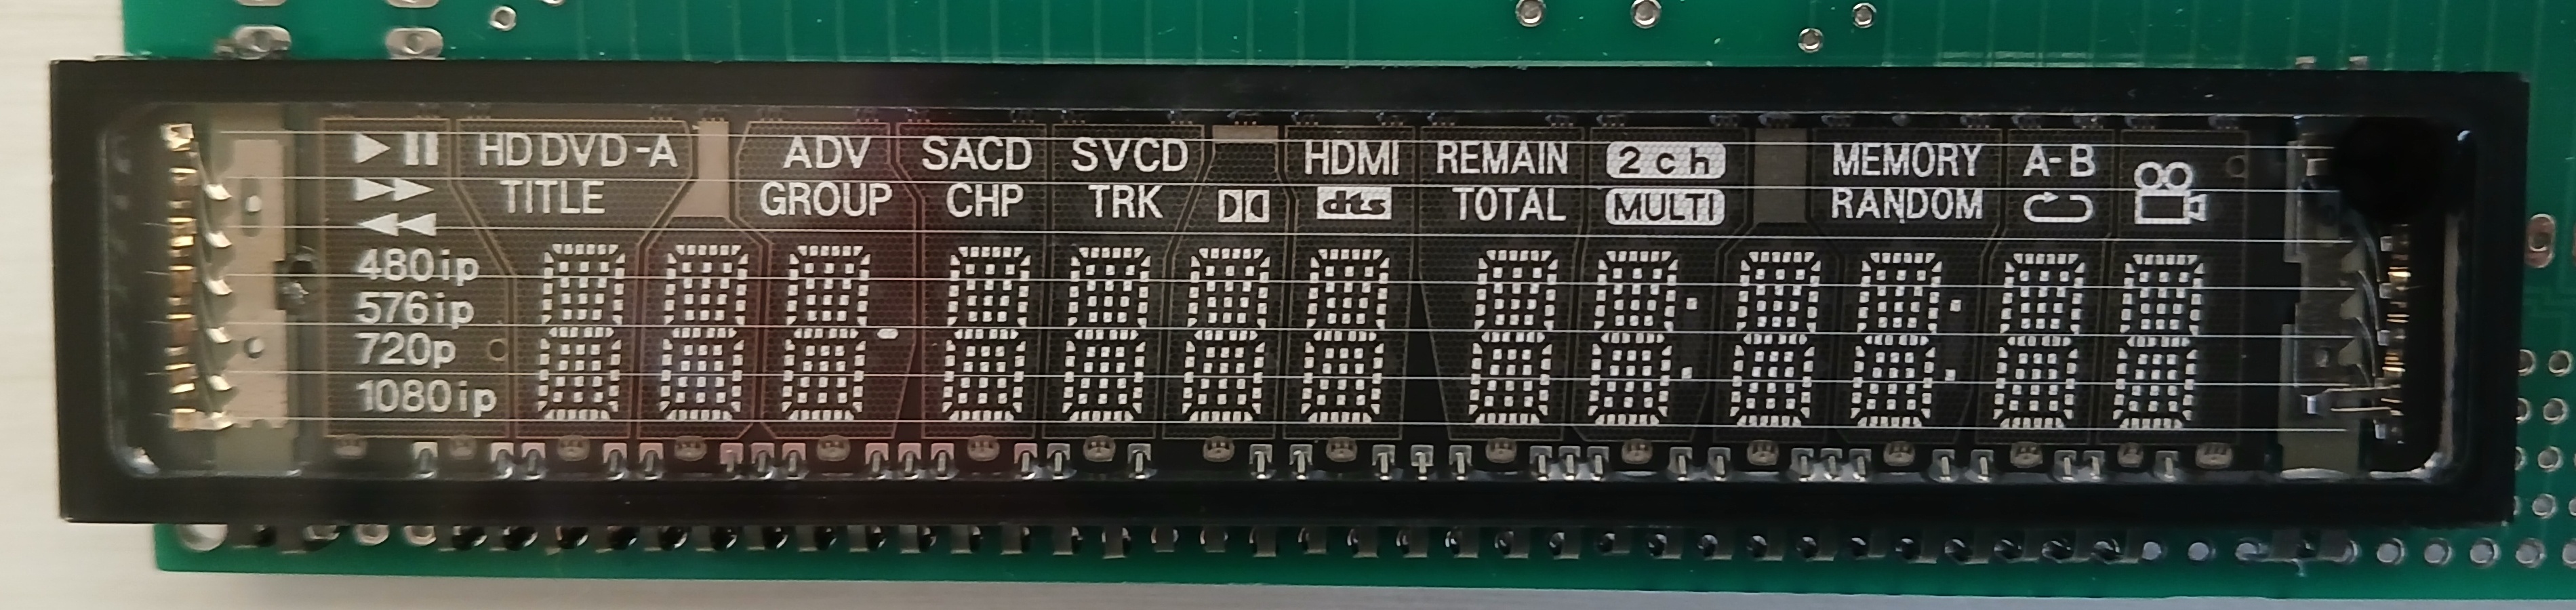 HD DVD-A ADV SACD SVCD HDMI REMAIN 2 ch MEMORY A-B
TITLE GROUP CHP TRK dts TOTAL MULTI RANDOM
480ip
576ip
720p
1080ip